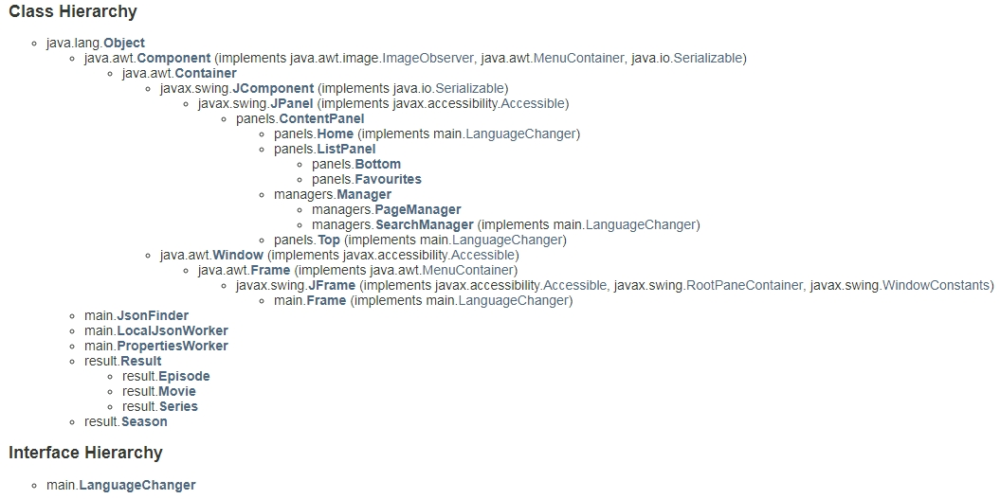 Class Hierarchy
java.lang.Object
java.awt.Component (implements java.awt.image.ImageObserver, java.awt.MenuContainer, java.io.Serializable)
java.awt.Container
javax.swing.JComponent (implements java.io.Serializable)
javax.swing.JPanel (implements javax.accessibility.Accessible)
panels.ContentPanel
panels.Home (implements main.LanguageChanger)
panels.ListPanel
panels.Bottom
panels.Favourites
managers.Manager
managers.PageManager
managers.SearchManager (implements main.LanguageChanger)
panels.Top (implements main.LanguageChanger)
java.awt.Window (implements javax.accessibility.Accessible)
java.awt.Frame (implements java.awt.MenuContainer)
javax.swing.JFrame (implements javax.accessibility.Accessible, javax.swing.RootPaneContainer, javax.swing.WindowConstants)
main.Frame (implements main.LanguageChanger)
main.JsonFinder
main.LocalJsonWorker
main.PropertiesWorker
result.Result
result.Episode
result.Movie
result.Series
result.Season
Interface Hierarchy
main.LanguageChanger